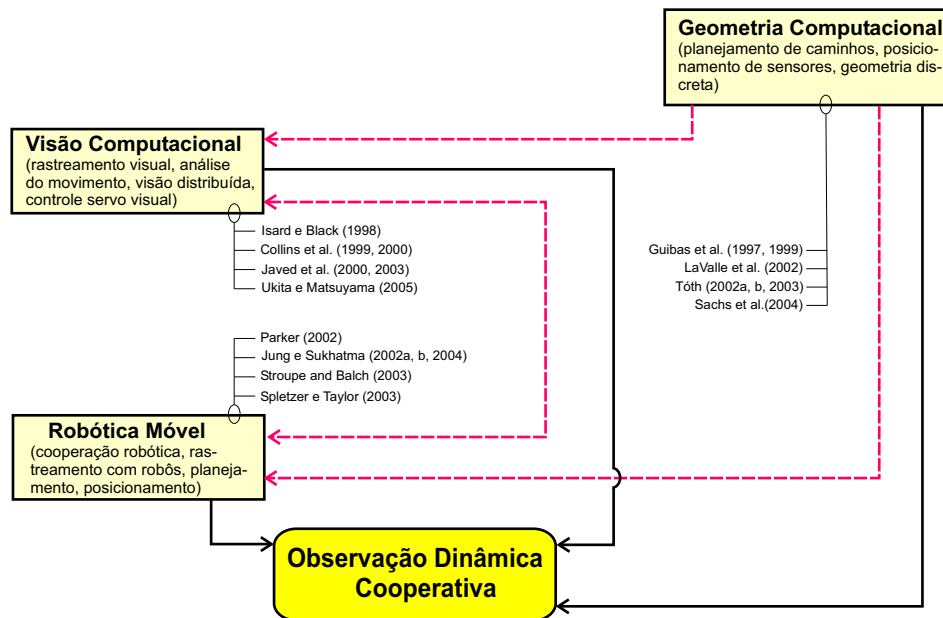 Geometria Computacional
(planejamento de caminhos, posicio-
namento de sensores, geometria dis-
creta)
Visão Computacional
(rastreamento visual, análise
do movimento, visão distribuída,
controle servo visual)
Isard e Black (1998)
Collins et al. (1999, 2000)
Javed et al. (2000, 2003)
Ukita e Matsuyama (2005)
Guibas et al. (1997, 1999)
LaValle et al. (2002)
Tóth (2002a, b, 2003)
Sachs et al.(2004)
Parker (2002)
Jung e Sukhatma (2002a, b, 2004)
Stroupe and Balch (2003)
Spletzer e Taylor (2003)
Robótica Móvel
(cooperação robótica, ras-
treamento com robôs, planeja-
mento, posicionamento)
Observação Dinâmica
Cooperativa